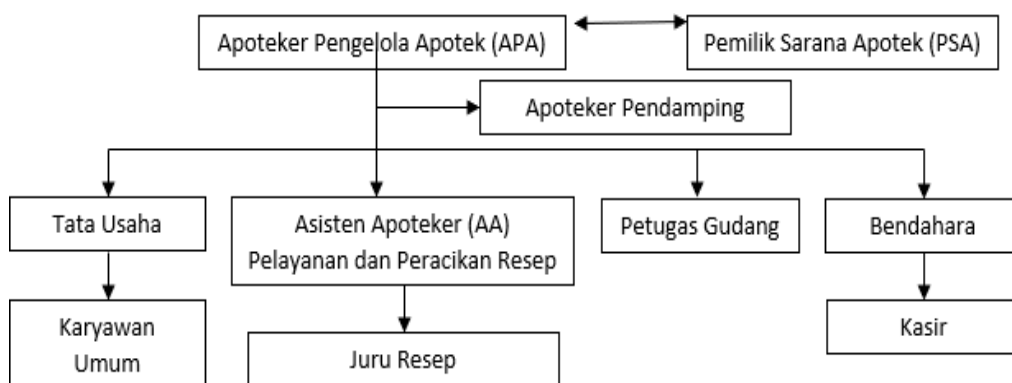 Apoteker Pengelola Apotek (APA)
Pemilik Sarana Apotek (PSA)
Apoteker Pendamping
Tata Usaha
Asisten Apoteker (AA)
Pelayanan dan Peracikan Resep
Petugas Gudang
Bendahara
Karyawan
Umum
Juru Resep
Kasir